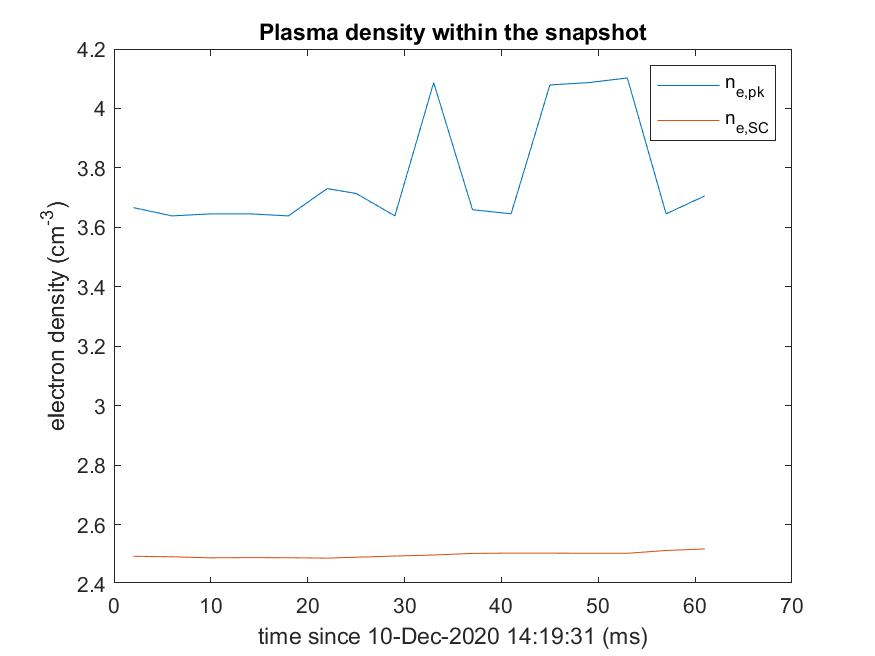 Plasma density within the snapshot
4.2
4
3.8
3.6
3.4
3.2
3
2.8
2.6
2.4
electron density (cm-3)
n e,pk
n e,SC
0 10 20 30 40 50 60 70
time since 10-Dec-2020 14:19:31 (ms)